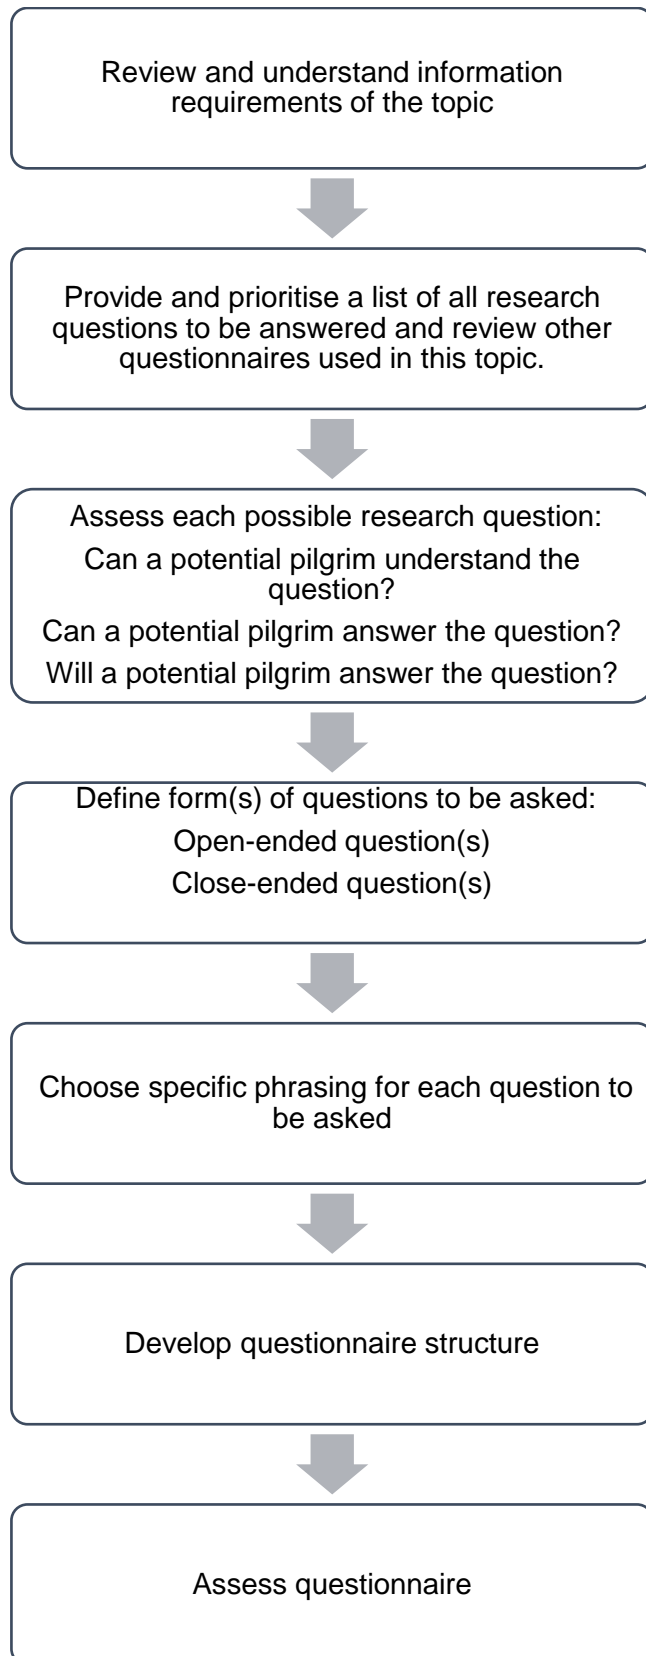 Review and understand information
requirements of the topic
Provide and prioritise a list of all research
questions to be answered and review other
questionnaires used in this topic.
Assess each possible research question:
Can a potential pilgrim understand the
question?
Can a potential pilgrim answer the question?
Will a potential pilgrim answer the question?
Define form(s) of questions to be asked:
Open-ended question(s)
Close-ended question(s)
Choose specific phrasing for each question to
be asked
Develop questionnaire structure
Assess questionnaire